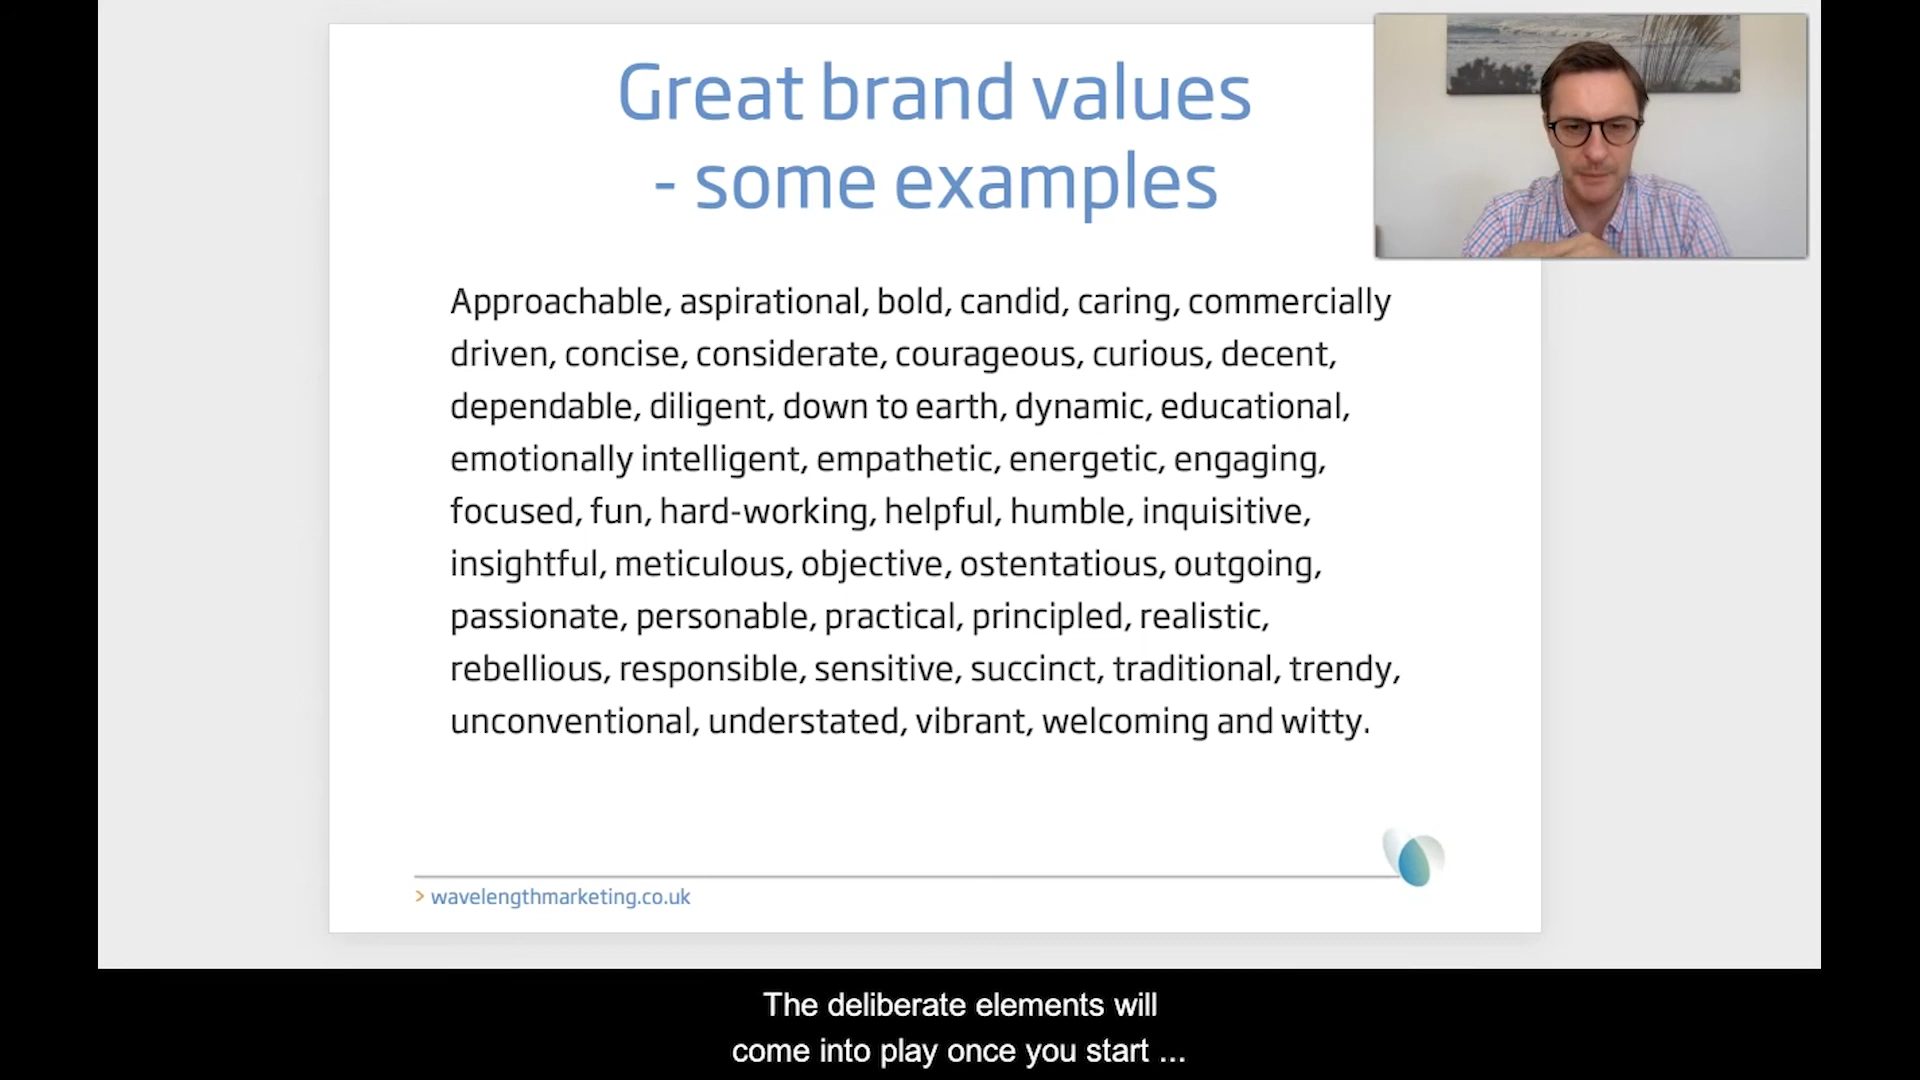 Great brand values
- some examples
Approachable, aspirational, bold, candid, caring, commercially
driven, concise, considerate, courageous, curious, decent,
dependable, diligent, down to earth, dynamic, educational,
emotionally intelligent, empathetic, energetic, engaging,
focused, fun, hard-working, helpful, humble, inquisitive,
insightful, meticulous, objective, ostentatious, outgoing,
passionate, personable, practical, principled, realistic,
rebellious, responsible, sensitive, succinct, traditional, trendy,
unconventional, understated, vibrant, welcoming and witty.
> wavelengthmarketing.co.uk
The deliberate elements will
come into play once you start ...